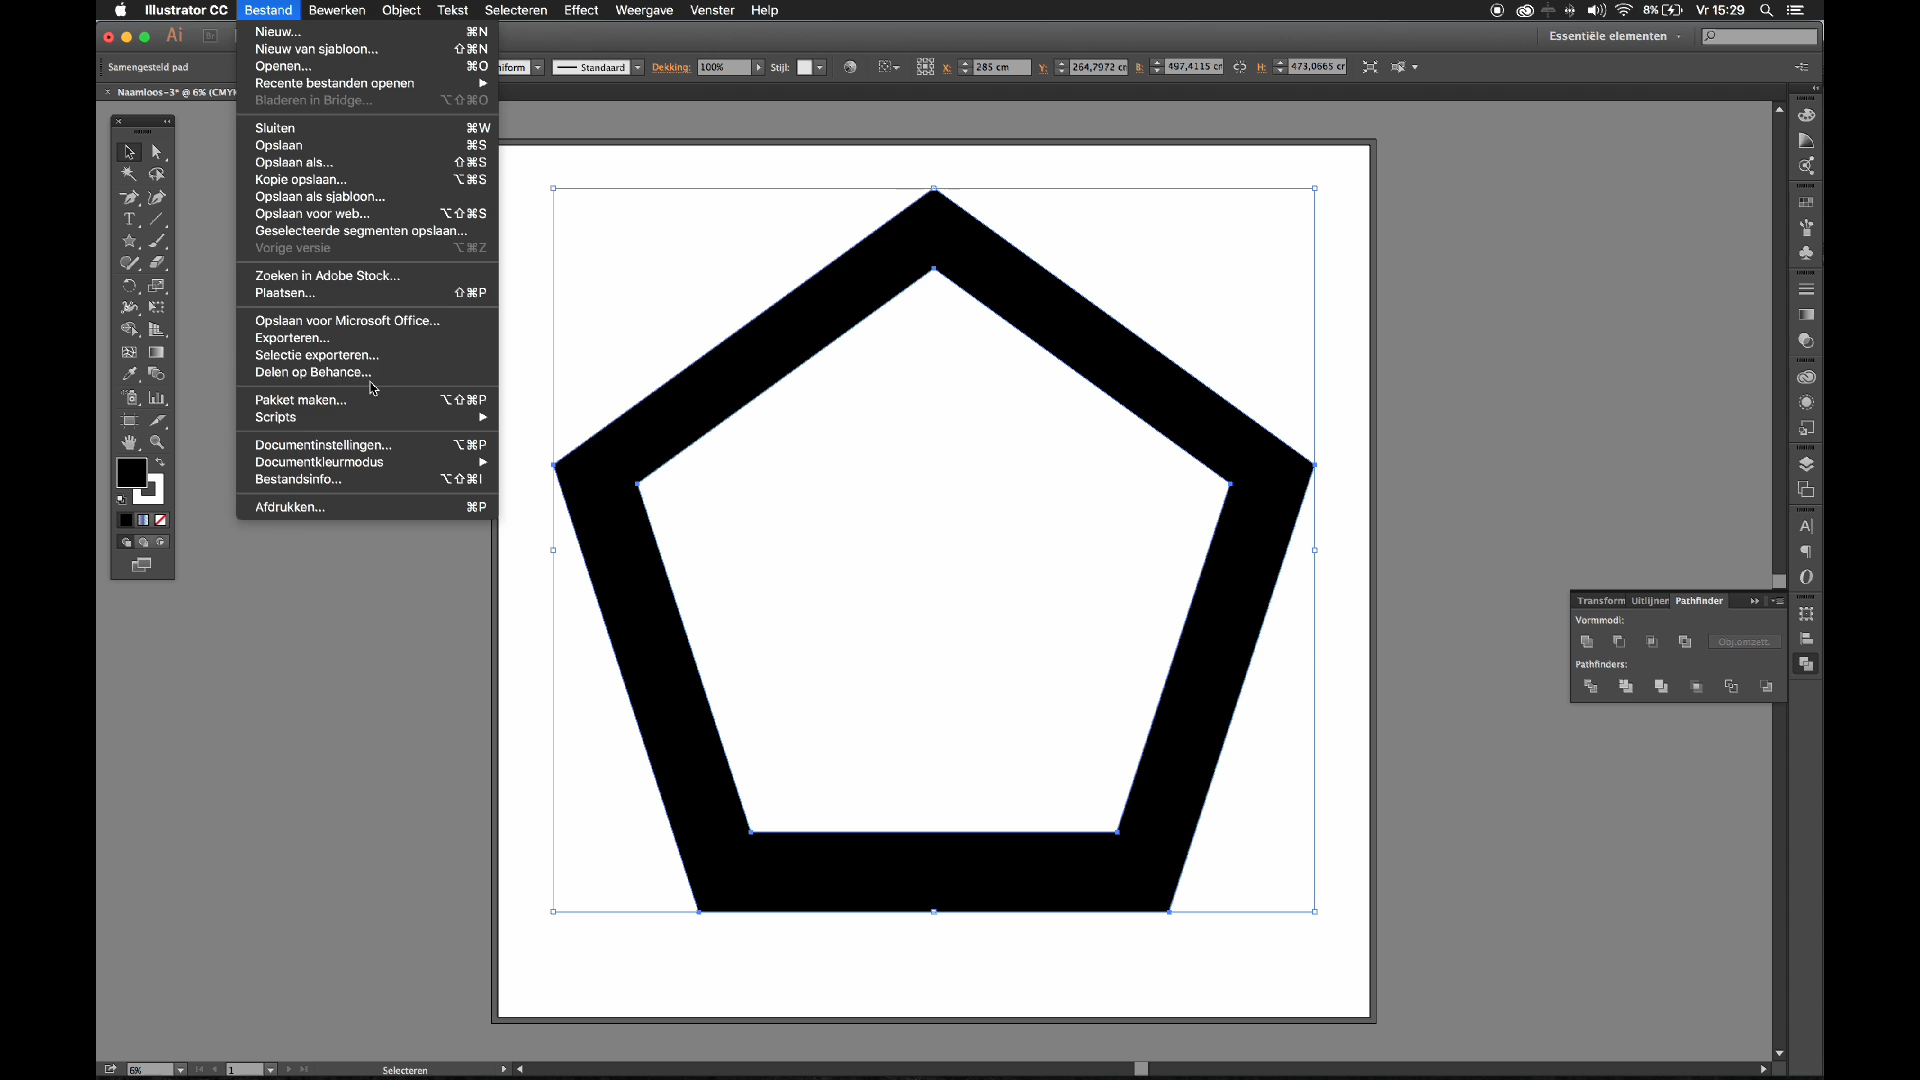 Illustrator CC Bestand Bewerken Object Tekst Selecteren Effect Weergave Venster Help 8% Vr 15:29
Ai Br Essentiële elementen
Samengesteld pad niform Standaard Dekking: 100% Stijl: X: 285 cm Y: 264,7972 cm B: 497,4115 cm H: 473,0665 cm
Naamloos-3* @ 6% (CMYK
Nieuw... ⌘N
Nieuw van sjabloon... ⇧⌘N
Openen... ⌘O
Recente bestanden openen
Bladeren in Bridge... ⌥⇧⌘O
Sluiten ⌘W
Opslaan ⌘S
Opslaan als... ⇧⌘S
Kopie opslaan... ⌥⌘S
Opslaan als sjabloon...
Opslaan voor web... ⌥⇧⌘S
Geselecteerde segmenten opslaan...
Vorige versie ⌥⌘Z
Zoeken in Adobe Stock...
Plaatsen... ⇧⌘P
Opslaan voor Microsoft Office...
Exporteren...
Selectie exporteren...
Delen op Behance...
Pakket maken... ⌥⇧⌘P
Scripts
Documentinstellingen... ⌥⌘P
Documentkleurmodus
Bestandsinfo... ⌥⇧⌘I
Afdrukken... ⌘P
Transform Uitlijnen Pathfinder
Vormmodi:
Obj.omzett.
Pathfinders:
6% 1 Selecteren